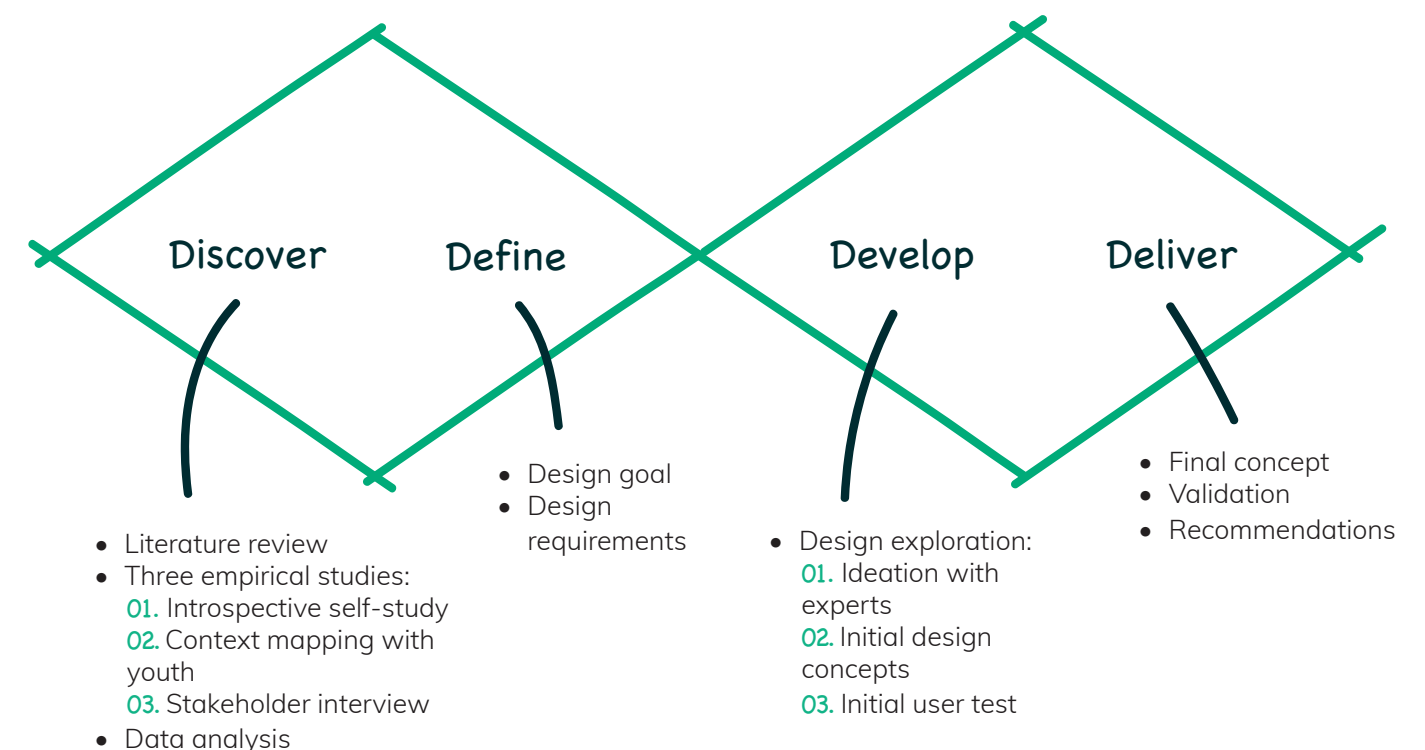 Discover
Define
Develop
Deliver
• Literature review
• Three empirical studies:
01. Introspective self-study
02. Context mapping with
youth
03. Stakeholder interview
• Data analysis
• Design goal
• Design
requirements
• Design exploration:
01. Ideation with
experts
02. Initial design
concepts
03. Initial user test
• Final concept
• Validation
• Recommendations